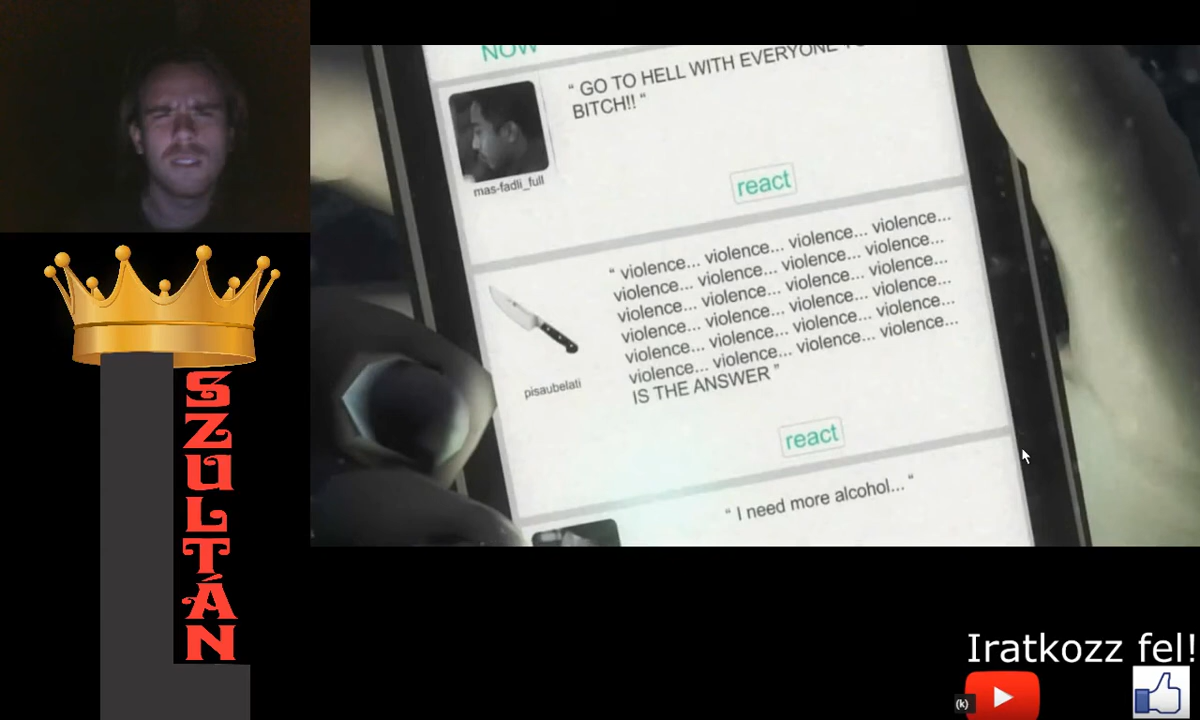 NOW
“ GO TO HELL WITH EVERYONE
BITCH!! “
mas-fadli_full
react
“ violence... violence... violence... violence...
violence... violence... violence... violence...
violence... violence... violence... violence...
violence... violence... violence... violence...
violence... violence... violence... violence...
violence... violence... violence... violence...
IS THE ANSWER ”
pisaubelati
react
“ I need more alcohol... “
SZULTÁN
Iratkozz fel!
(k)